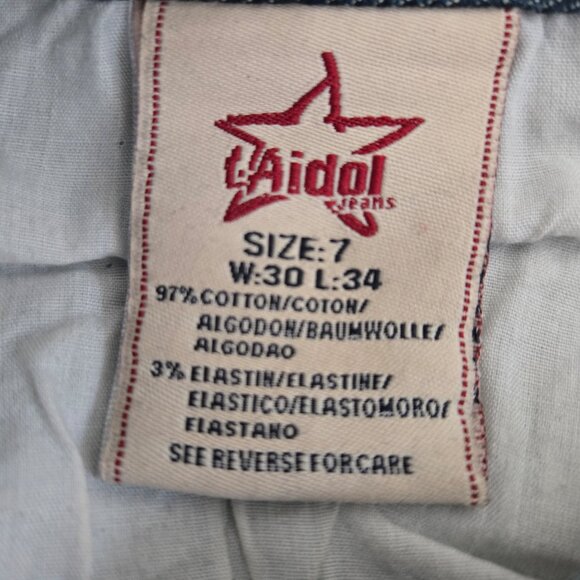 t.Aidol
Jeans
SIZE:7
W:30 L:34
97% COTTON/COTON/
ALGODON/BAUMWOLLE/
ALGODAO
3% ELASTIN/ELASTINE/
ELASTICO/ELASTOMORO/
ELASTANO
SEE REVERSE FOR CARE